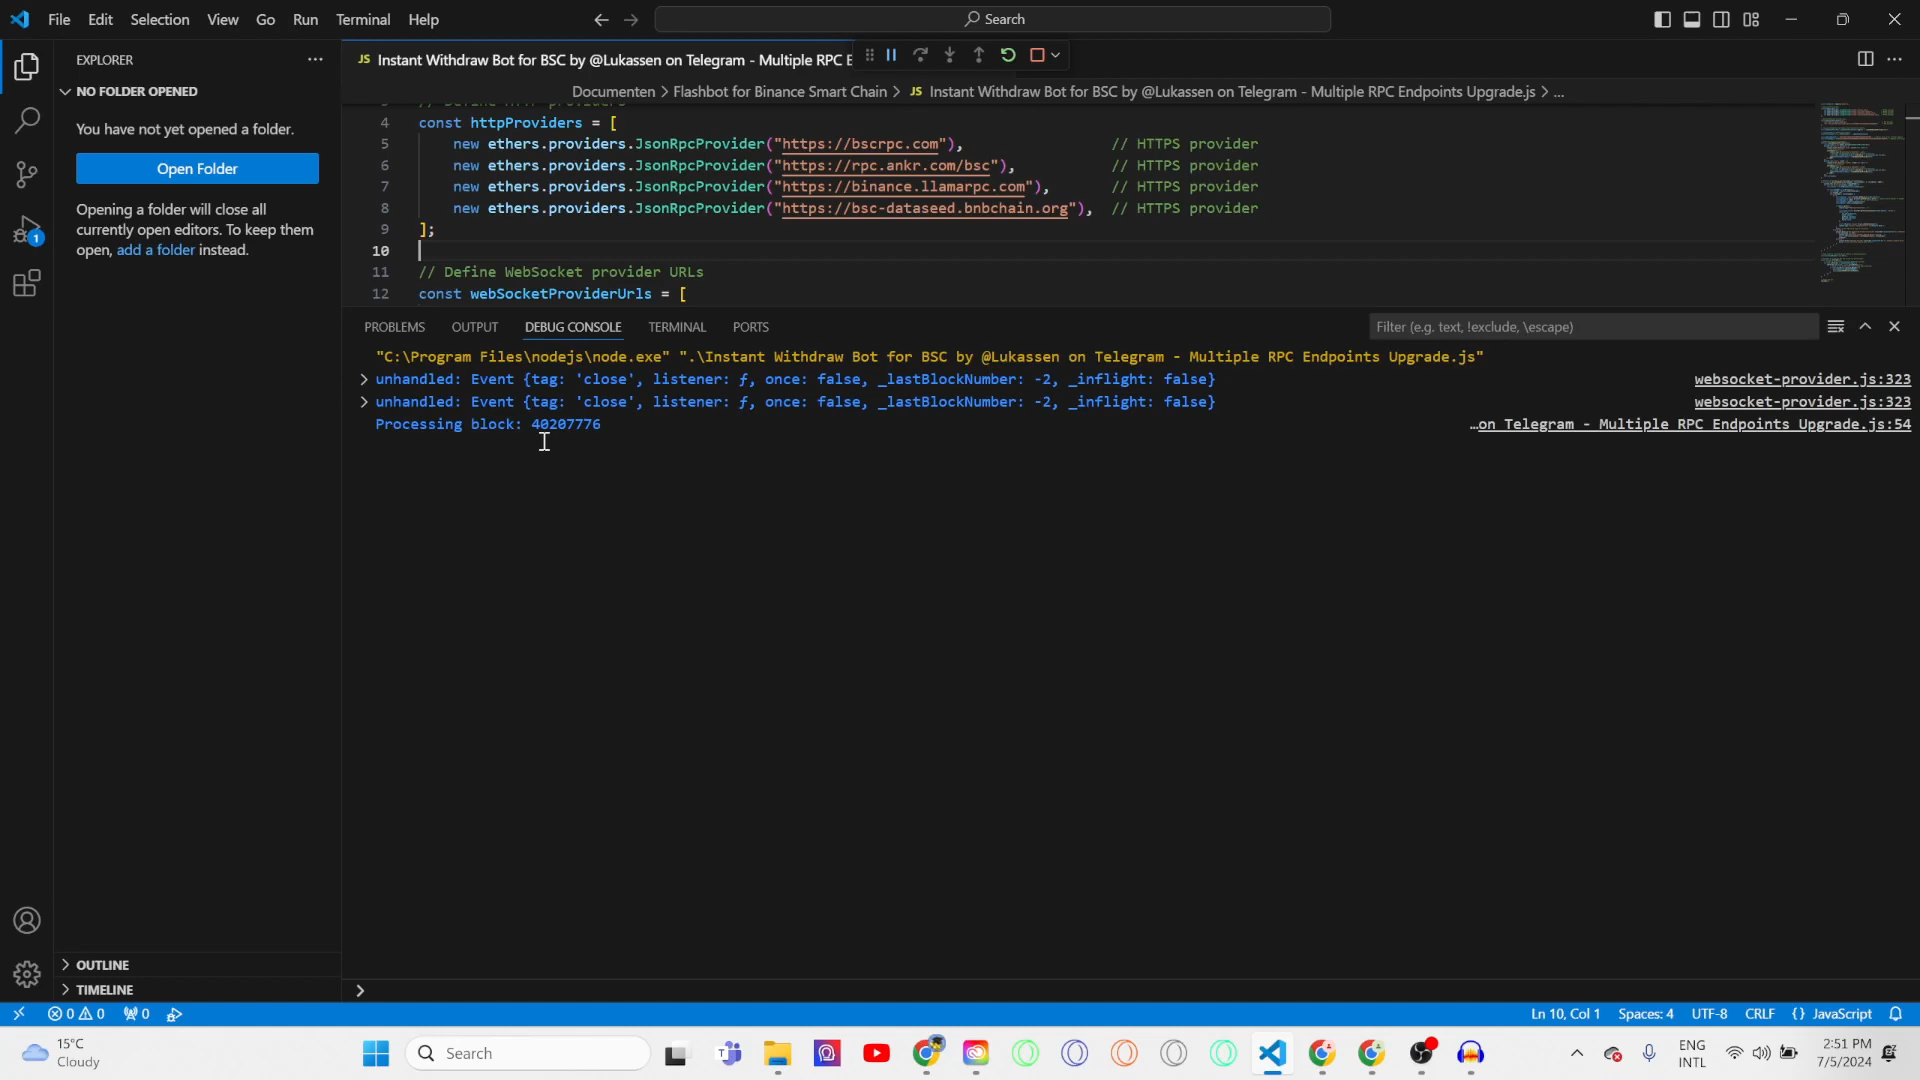 File Edit Selection View Go Run Terminal Help
Search
EXPLORER
JS Instant Withdraw Bot for BSC by @Lukassen on Telegram - Multiple RPC E
NO FOLDER OPENED
Documenten > Flashbot for Binance Smart Chain > JS Instant Withdraw Bot for BSC by @Lukassen on Telegram - Multiple RPC Endpoints Upgrade.js > ...
You have not yet opened a folder.
Open Folder
Opening a folder will close all
currently open editors. To keep them
open, add a folder instead.
4 const httpProviders = [
5 new ethers.providers.JsonRpcProvider("https://bscrpc.com"), // HTTPS provider
6 new ethers.providers.JsonRpcProvider("https://rpc.ankr.com/bsc"), // HTTPS provider
7 new ethers.providers.JsonRpcProvider("https://binance.llamarpc.com"), // HTTPS provider
8 new ethers.providers.JsonRpcProvider("https://bsc-dataseed.bnbchain.org"), // HTTPS provider
9 ];
10
11 // Define WebSocket provider URLs
12 const webSocketProviderUrls = [
PROBLEMS OUTPUT DEBUG CONSOLE TERMINAL PORTS
Filter (e.g. text, !exclude, \escape)
"C:\Program Files\nodejs\node.exe" ".\Instant Withdraw Bot for BSC by @Lukassen on Telegram - Multiple RPC Endpoints Upgrade.js"
> unhandled: Event {tag: 'close', listener: ƒ, once: false, _lastBlockNumber: -2, _inflight: false} websocket-provider.js:323
> unhandled: Event {tag: 'close', listener: ƒ, once: false, _lastBlockNumber: -2, _inflight: false} websocket-provider.js:323
Processing block: 40207776 …on Telegram - Multiple RPC Endpoints Upgrade.js:54
1
OUTLINE
TIMELINE
>
0 0 0
Ln 10, Col 1 Spaces: 4 UTF-8 CRLF {} JavaScript
15°C
Cloudy
Search
ENG
INTL
2:51 PM
7/5/2024